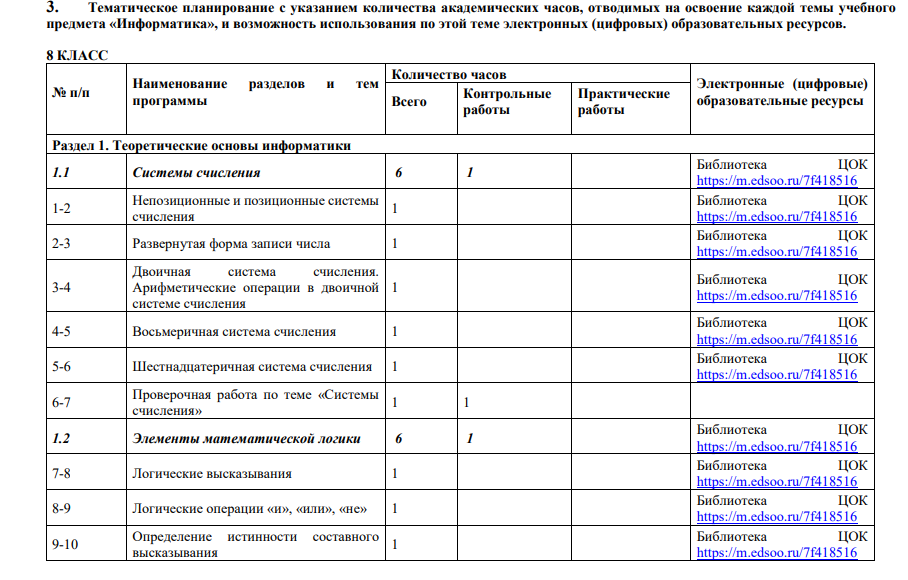 3. Тематическое планирование с указанием количества академических часов, отводимых на освоение каждой темы учебного
предмета «Информатика», и возможность использования по этой теме электронных (цифровых) образовательных ресурсов.
8 КЛАСС
№ п/п
Наименование разделов и тем
программы
Количество часов
Всего
Контрольные
работы
Практические
работы
Электронные (цифровые)
образовательные ресурсы
Раздел 1. Теоретические основы информатики
1.1 Системы счисления 6 1
Библиотека ЦОК
https://m.edsoo.ru/7f418516
1-2
Непозиционные и позиционные системы
счисления
1
Библиотека ЦОК
https://m.edsoo.ru/7f418516
2-3 Развернутая форма записи числа 1
Библиотека ЦОК
https://m.edsoo.ru/7f418516
3-4
Двоичная система счисления.
Арифметические операции в двоичной
системе счисления
1
Библиотека ЦОК
https://m.edsoo.ru/7f418516
4-5 Восьмеричная система счисления 1
Библиотека ЦОК
https://m.edsoo.ru/7f418516
5-6 Шестнадцатеричная система счисления 1
Библиотека ЦОК
https://m.edsoo.ru/7f418516
6-7
Проверочная работа по теме «Системы
счисления»
1 1
1.2 Элементы математической логики 6 1
Библиотека ЦОК
https://m.edsoo.ru/7f418516
7-8 Логические высказывания 1
Библиотека ЦОК
https://m.edsoo.ru/7f418516
8-9 Логические операции «и», «или», «не» 1
Библиотека ЦОК
https://m.edsoo.ru/7f418516
9-10
Определение истинности составного
высказывания
1
Библиотека ЦОК
https://m.edsoo.ru/7f418516